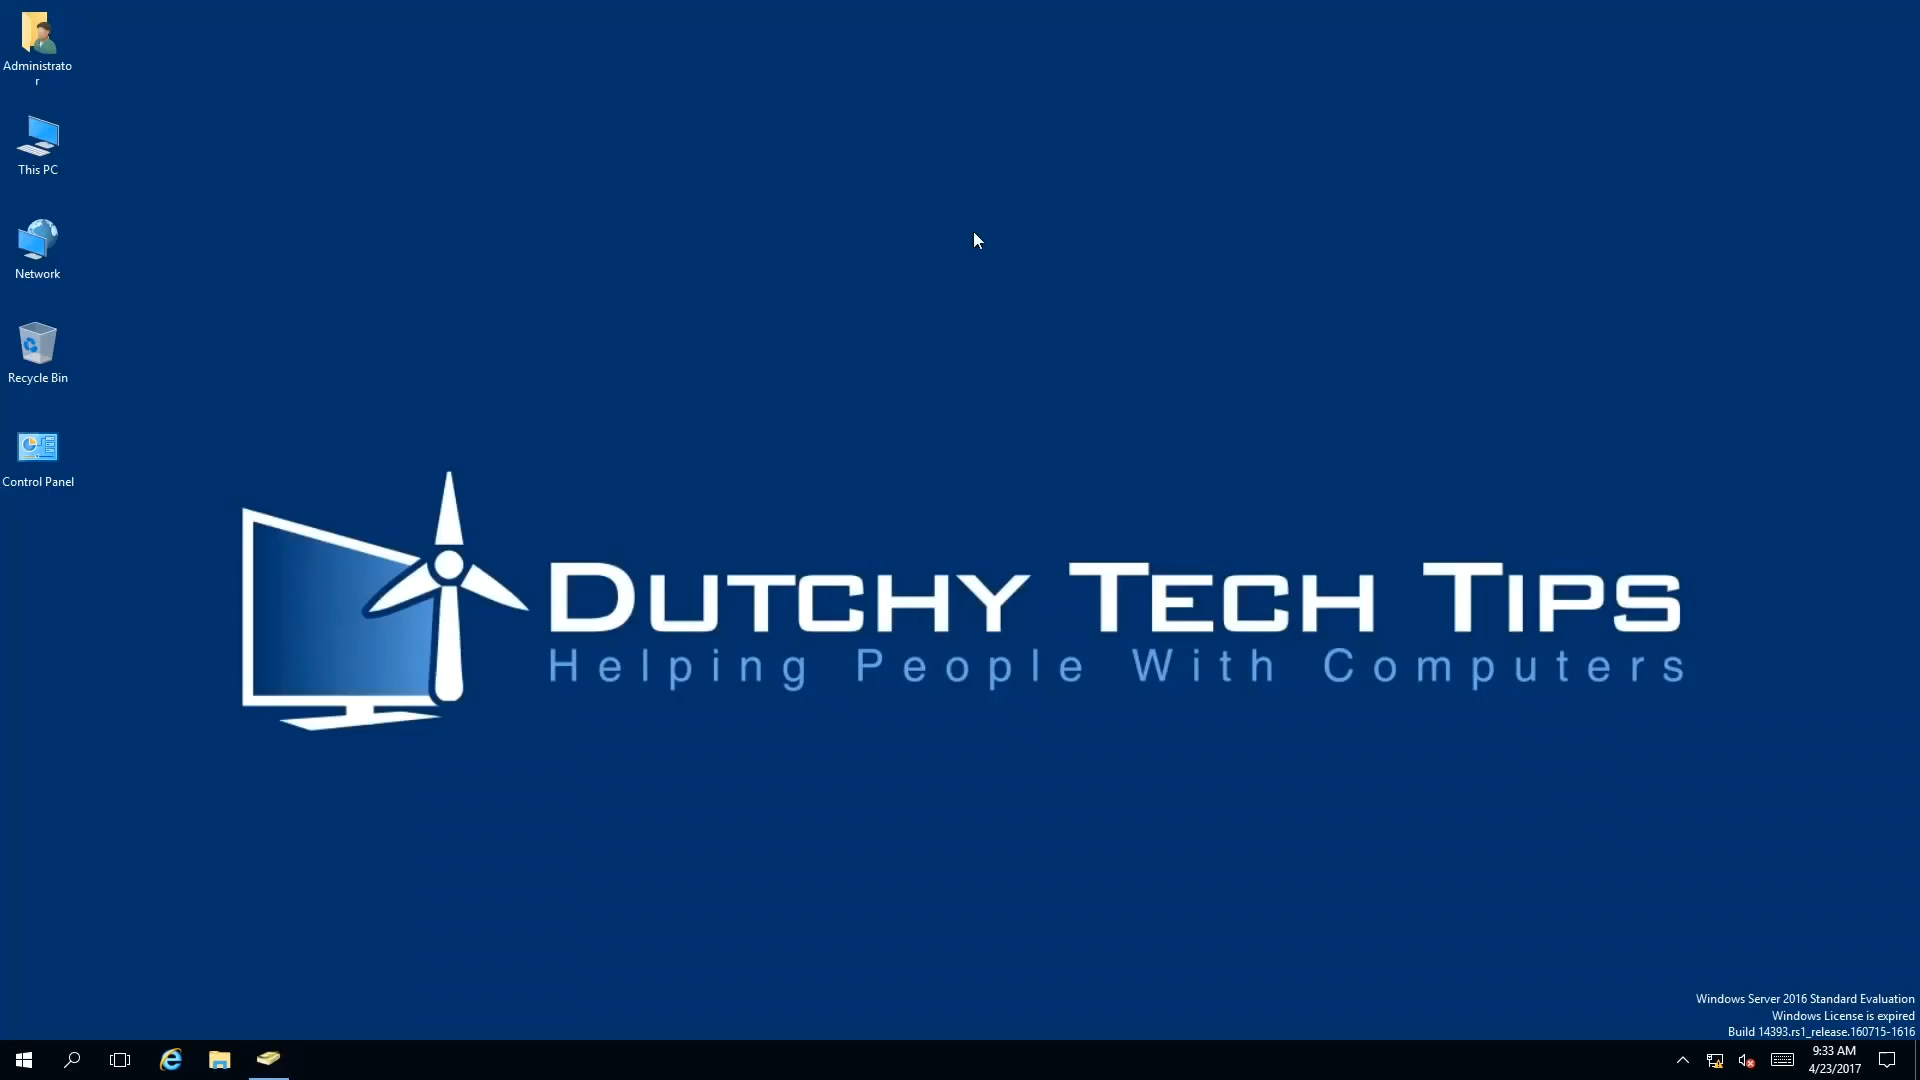 Administrato
r
This PC
Network
Recycle Bin
Control Panel
DUTCHY TECH TIPS
Helping People With Computers
Windows Server 2016 Standard Evaluation
Windows License is expired
Build 14393.rs1_release.160715-1616
9:33 AM
4/23/2017